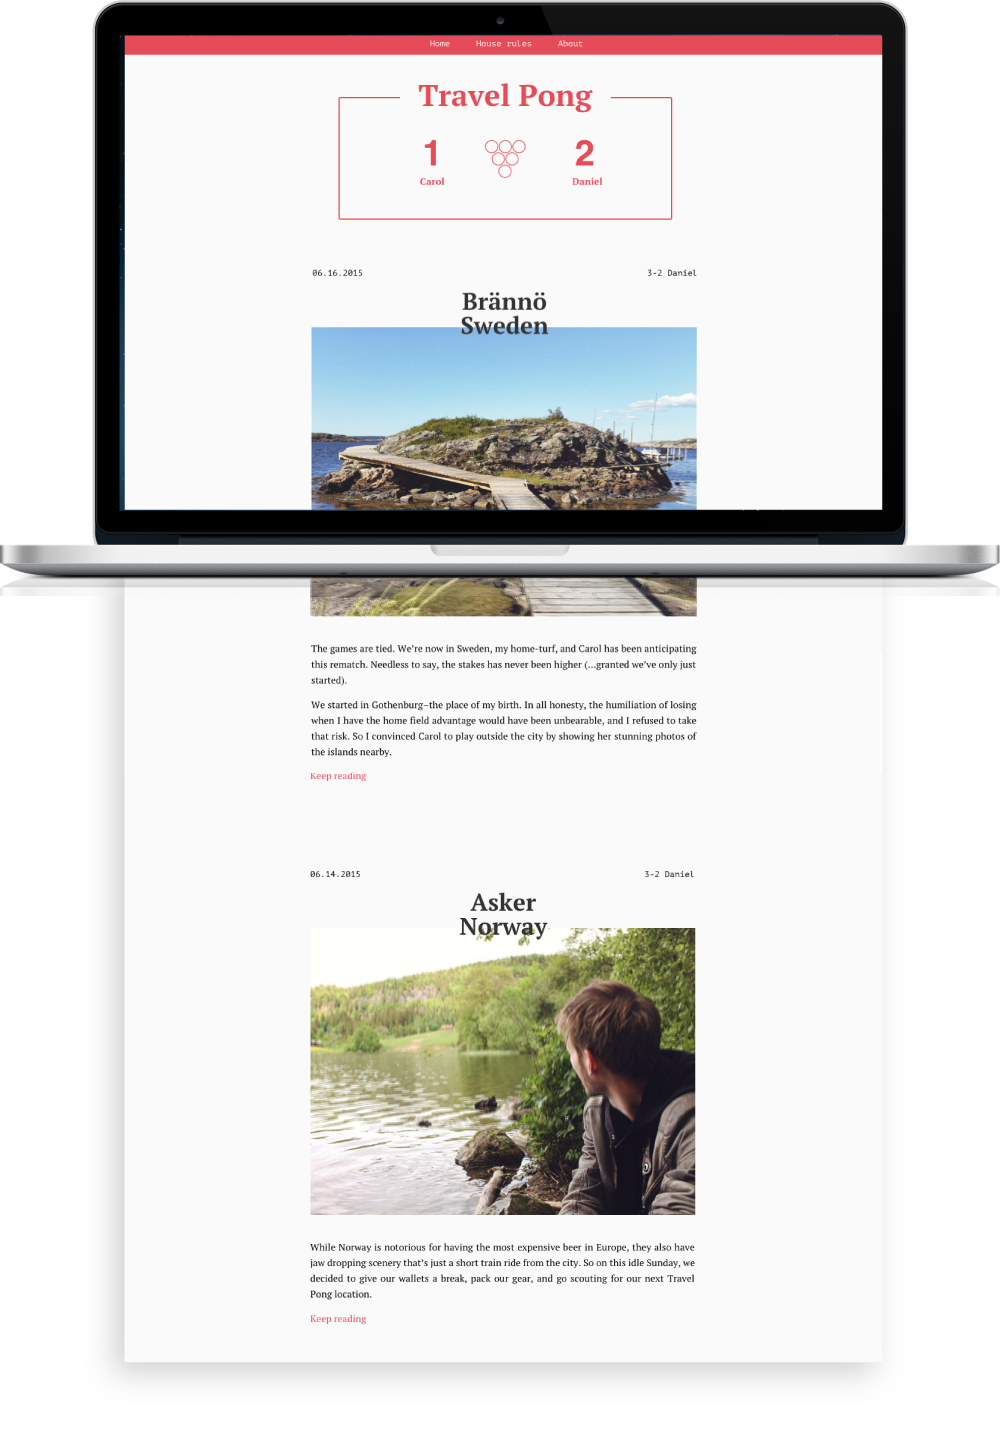 Home House rules About
Travel Pong
1 2
Carol Daniel
06.16.2015 3-2 Daniel
Brännö
Sweden
The games are tied. We’re now in Sweden, my home-turf, and Carol has been anticipating
this rematch. Needless to say, the stakes has never been higher (...granted we’ve only just
started).
We started in Gothenburg–the place of my birth. In all honesty, the humiliation of losing
when I have the home field advantage would have been unbearable, and I refused to take
that risk. So I convinced Carol to play outside the city by showing her stunning photos of
the islands nearby.
Keep reading
06.14.2015 3-2 Daniel
Asker
Norway
While Norway is notorious for having the most expensive beer in Europe, they also have
jaw dropping scenery that’s just a short train ride from the city. So on this idle Sunday, we
decided to give our wallets a break, pack our gear, and go scouting for our next Travel
Pong location.
Keep reading